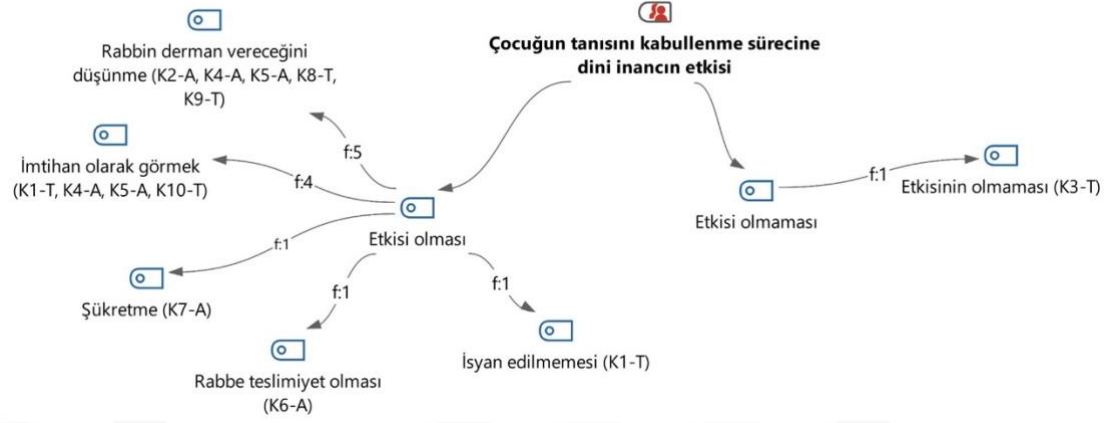 Çocuğun tanısını kabullenme sürecine
dini inancın etkisi
Rabbin derman vereceğini
düşünme (K2-A, K4-A, K5-A, K8-T,
K9-T)
f:5
İmtihan olarak görmek
(K1-T, K4-A, K5-A, K10-T)
f:4
f:1
Etkisinin olmaması (K3-T)
Etkisi olmaması
Etkisi olması
f:1
Şükretme (K7-A)
f:1
f:1
Rabbe teslimiyet olması
(K6-A)
İsyan edilmemesi (K1-T)